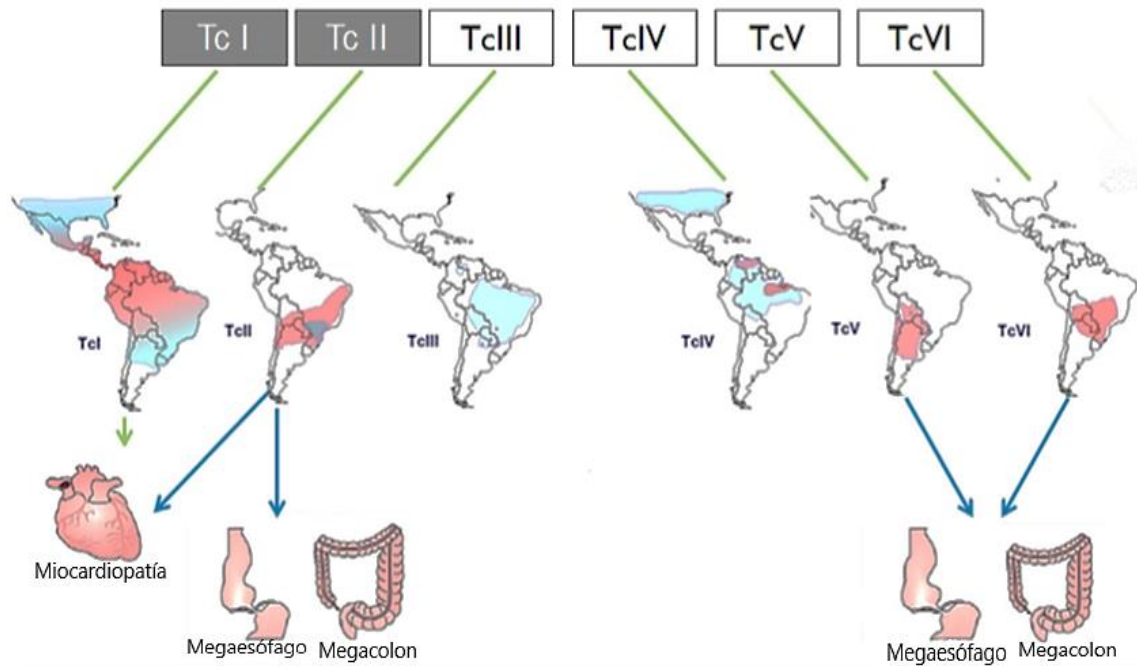 Tc I
Tc II
TcIII
TcIV
TcV
TcVI
TcI
TcII
TcIII
TcIV
TcV
TcVI
Miocardiopatía
Megaesófago
Megacolon
Megaesófago
Megacolon